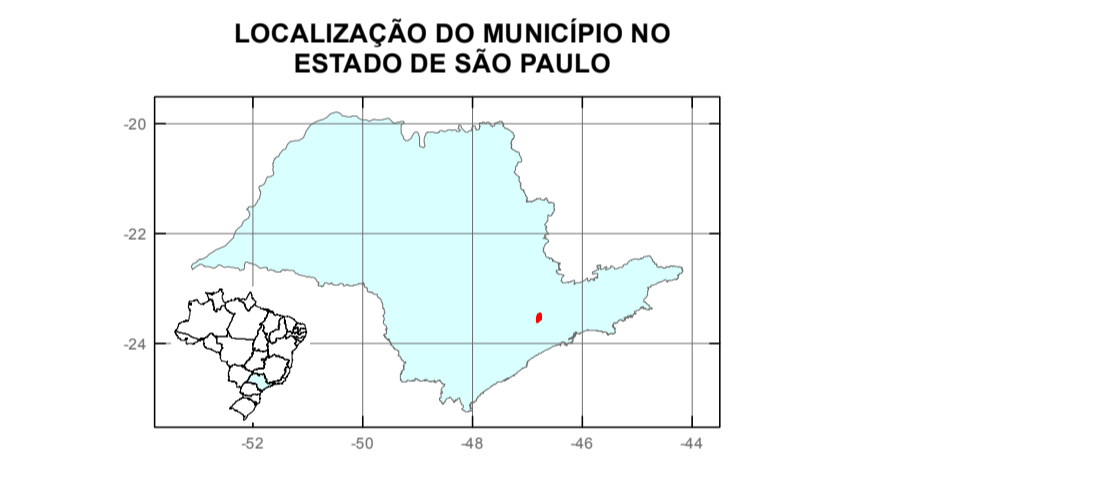 LOCALIZAÇÃO DO MUNICÍPIO NO
ESTADO DE SÃO PAULO
-20
-22
-24
-52 -50 -48 -46 -44